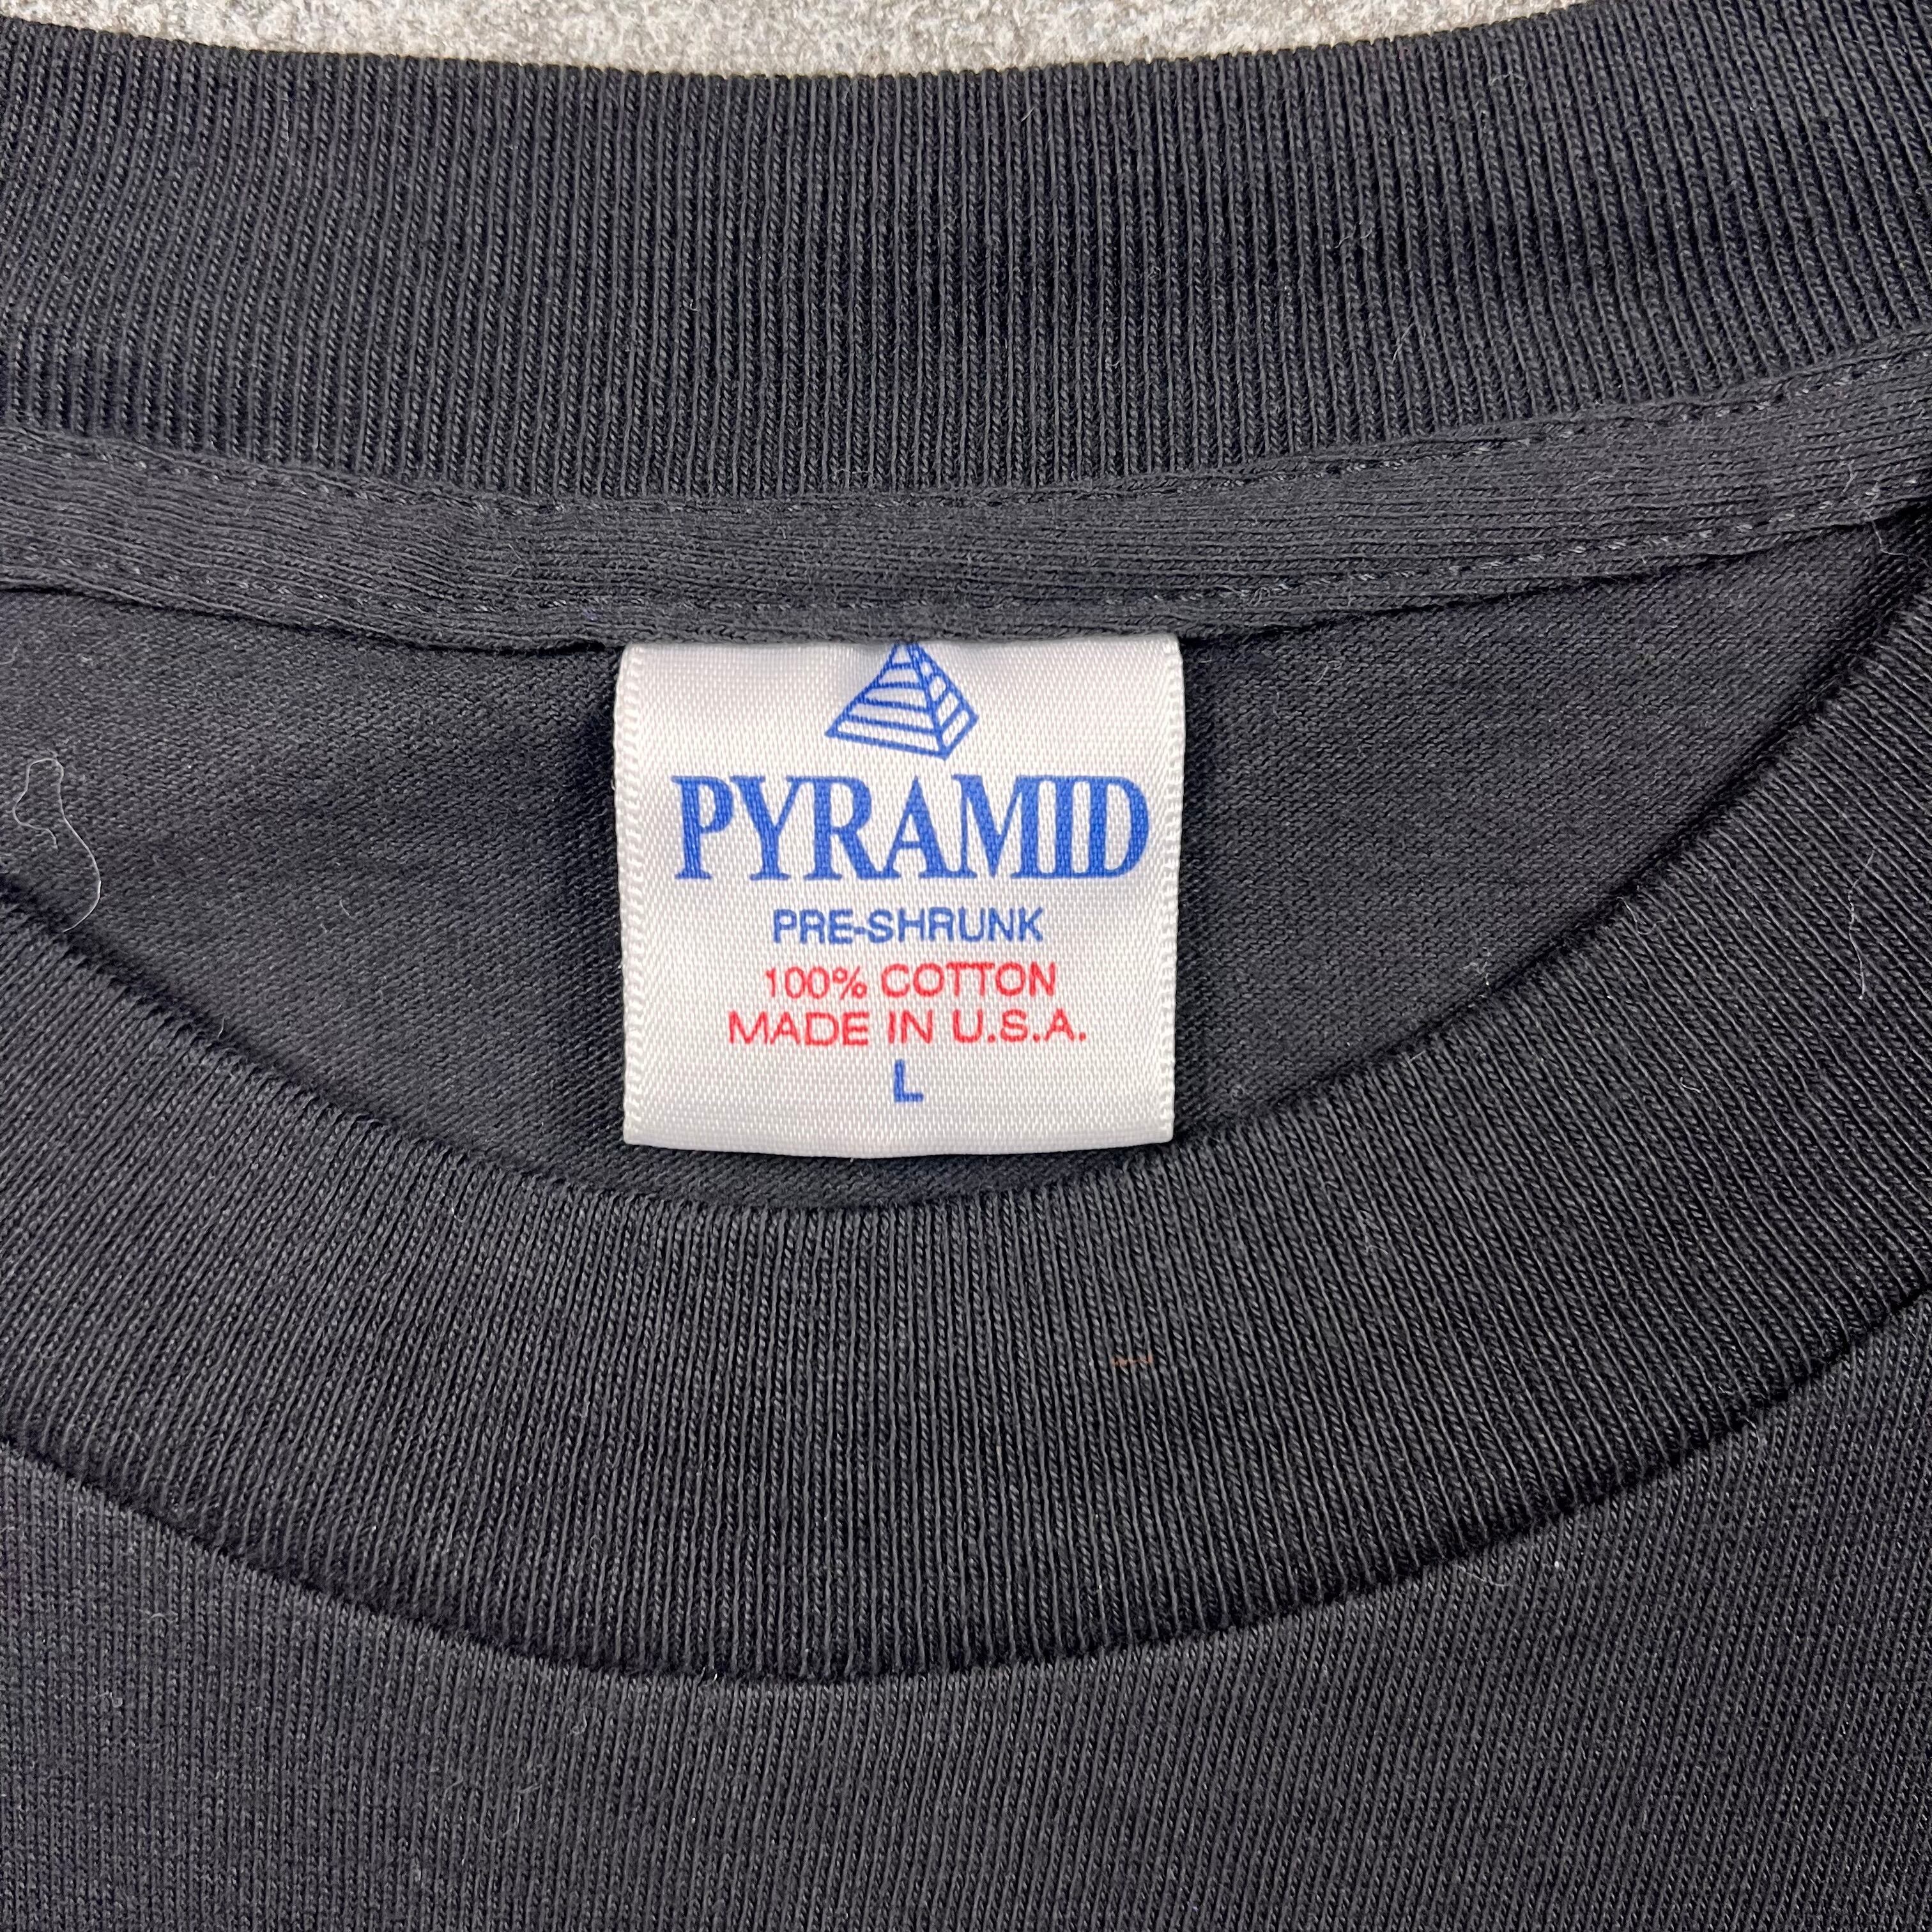 PYRAMID
PRE-SHRUNK
100% COTTON
MADE IN U.S.A.
L